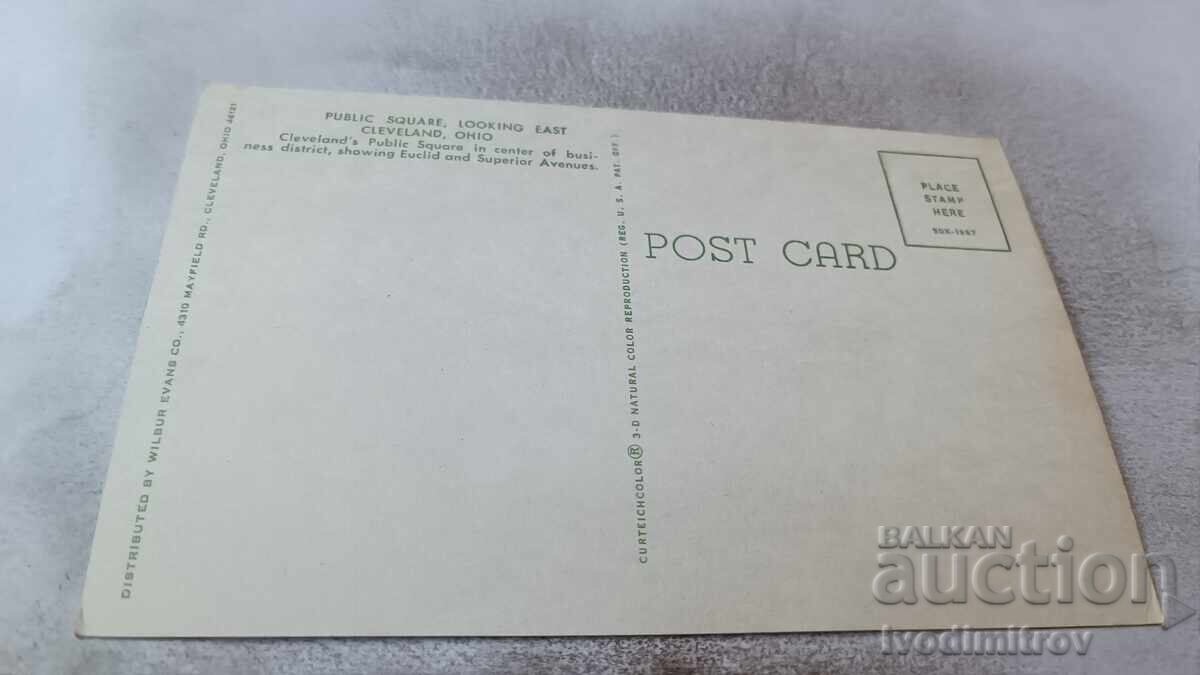 PUBLIC SQUARE, LOOKING EAST
CLEVELAND, OHIO
Cleveland's Public Square in center of busi-
ness district, showing Euclid and Superior Avenues.
DISTRIBUTED BY WILBUR EVANS CO., 4310 MAYFIELD RD., CLEVELAND, OHIO 44121
CURTEICHCOLOR® 3-D NATURAL COLOR REPRODUCTION (REG. U. S. A. PAT. OFF.)
POST CARD
PLACE
STAMP
HERE
BALKAN
auction
Ivodimitrov